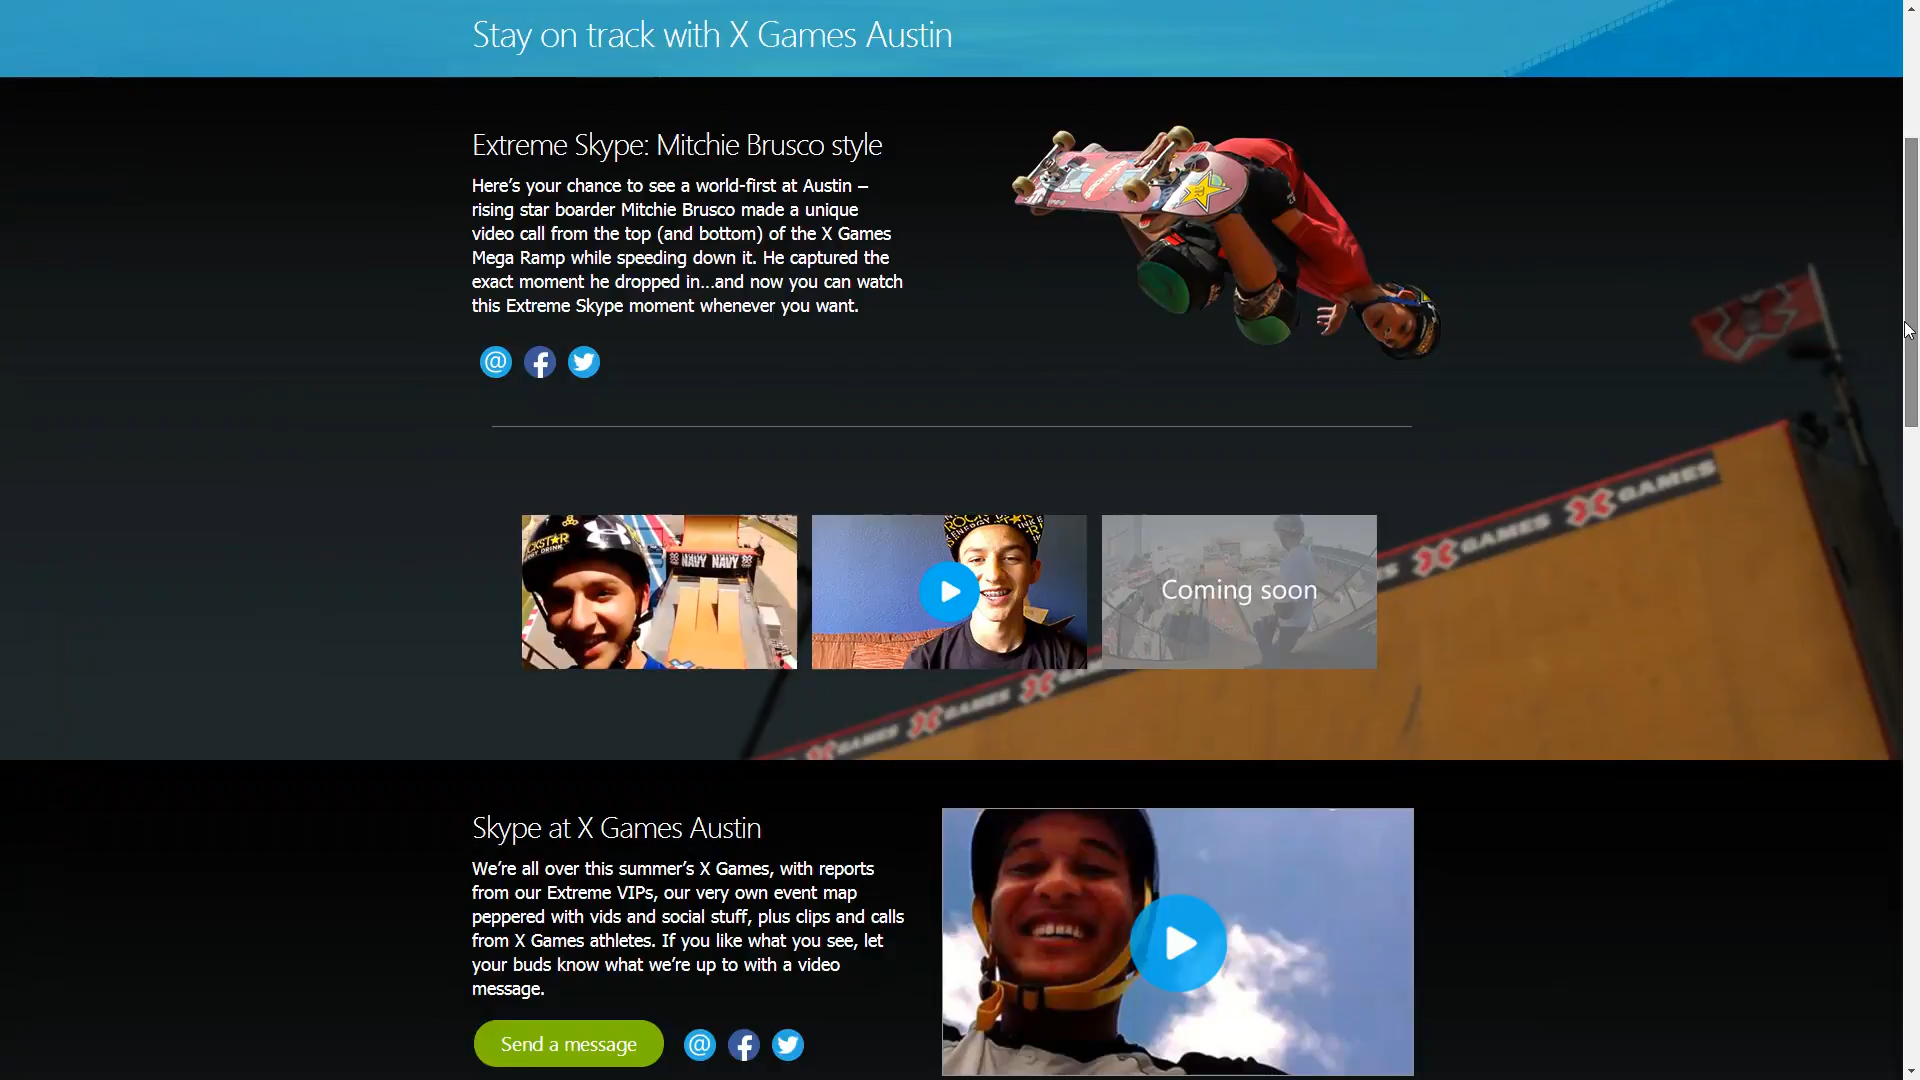 Stay on track with X Games Austin
Extreme Skype: Mitchie Brusco style
Here’s your chance to see a world-first at Austin –
rising star boarder Mitchie Brusco made a unique
video call from the top (and bottom) of the X Games
Mega Ramp while speeding down it. He captured the
exact moment he dropped in...and now you can watch
this Extreme Skype moment whenever you want.
NAVY NAVY
Coming soon
GAMES
GAMES
GAMES
GAMES
Skype at X Games Austin
We’re all over this summer’s X Games, with reports
from our Extreme VIPs, our very own event map
peppered with vids and social stuff, plus clips and calls
from X Games athletes. If you like what you see, let
your buds know what we’re up to with a video
message.
Send a message